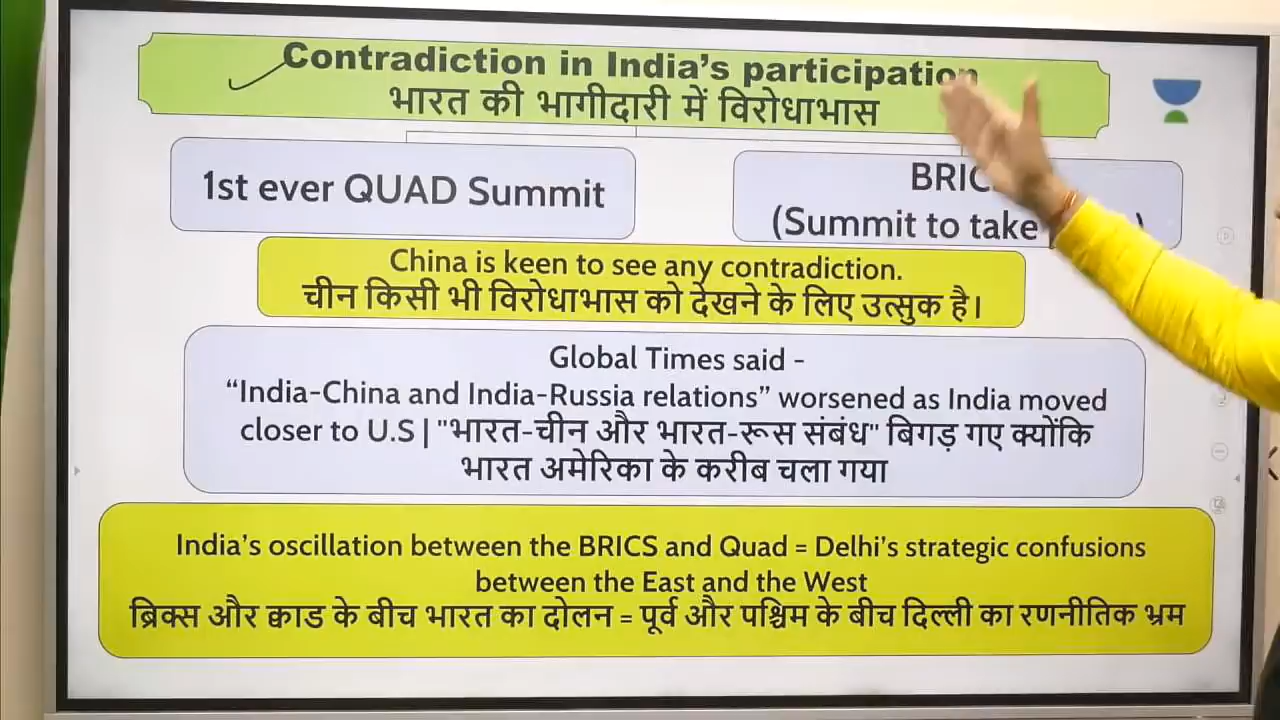 Contradiction in India's participation
भारत की भागीदारी में विरोधाभास
1st ever QUAD Summit
(Summit to take
China is keen to see any contradiction.
चीन किसी भी विरोधाभास को देखने के लिए उत्सुक है।
Global Times said -
“India-China and India-Russia relations” worsened as India moved
closer to U.S | "भारत-चीन और भारत-रूस संबंध" बिगड़ गए क्योंकि
भारत अमेरिका के करीब चला गया
India's oscillation between the BRICS and Quad = Delhi's strategic confusions
between the East and the West
ब्रिक्स और क्वाड के बीच भारत का दोलन = पूर्व और पश्चिम के बीच दिल्ली का रणनीतिक भ्रम